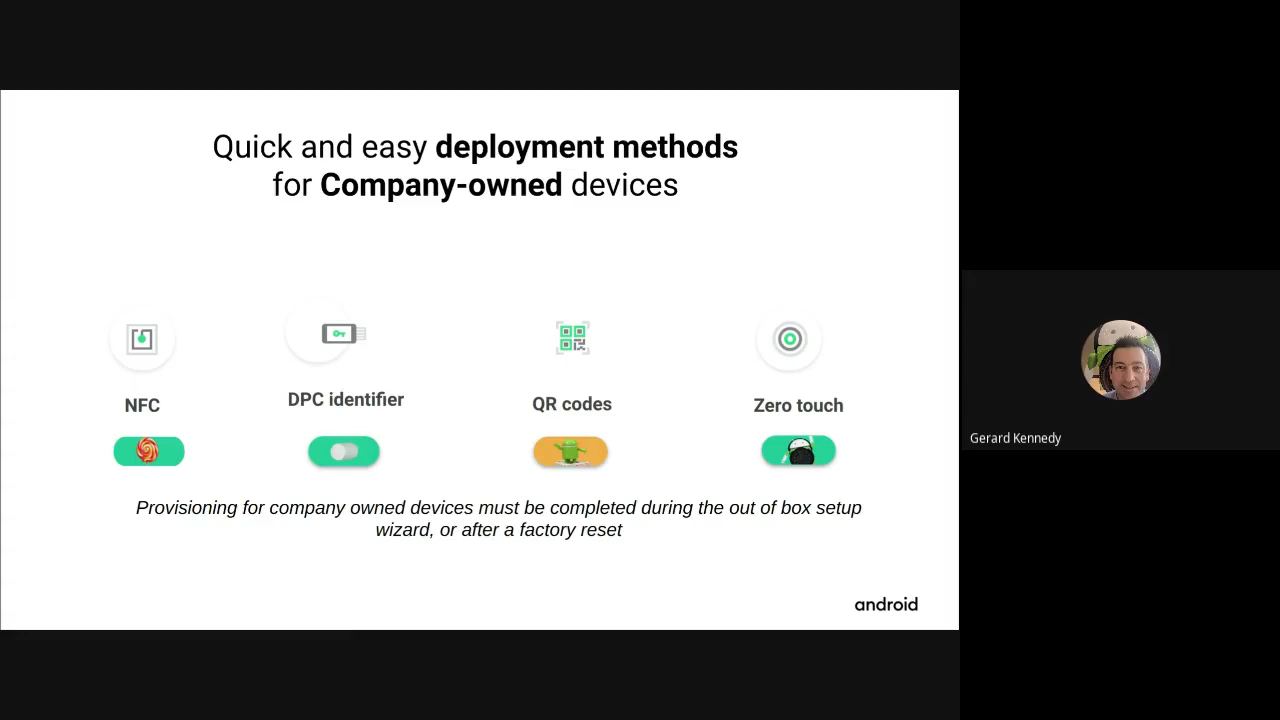 Quick and easy deployment methods
for Company-owned devices
NFC
DPC identifier
QR codes
Zero touch
Provisioning for company owned devices must be completed during the out of box setup
wizard, or after a factory reset
android
Gerard Kennedy